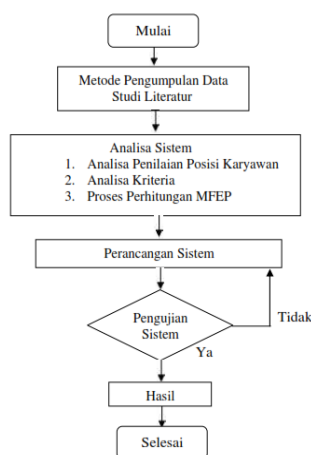 Mulai
Metode Pengumpulan Data
Studi Literatur
Analisa Sistem
1. Analisa Penilaian Posisi Karyawan
2. Analisa Kriteria
3. Proses Perhitungan MFEP
Perancangan Sistem
Pengujian
Sistem
Tidak
Ya
Hasil
Selesai